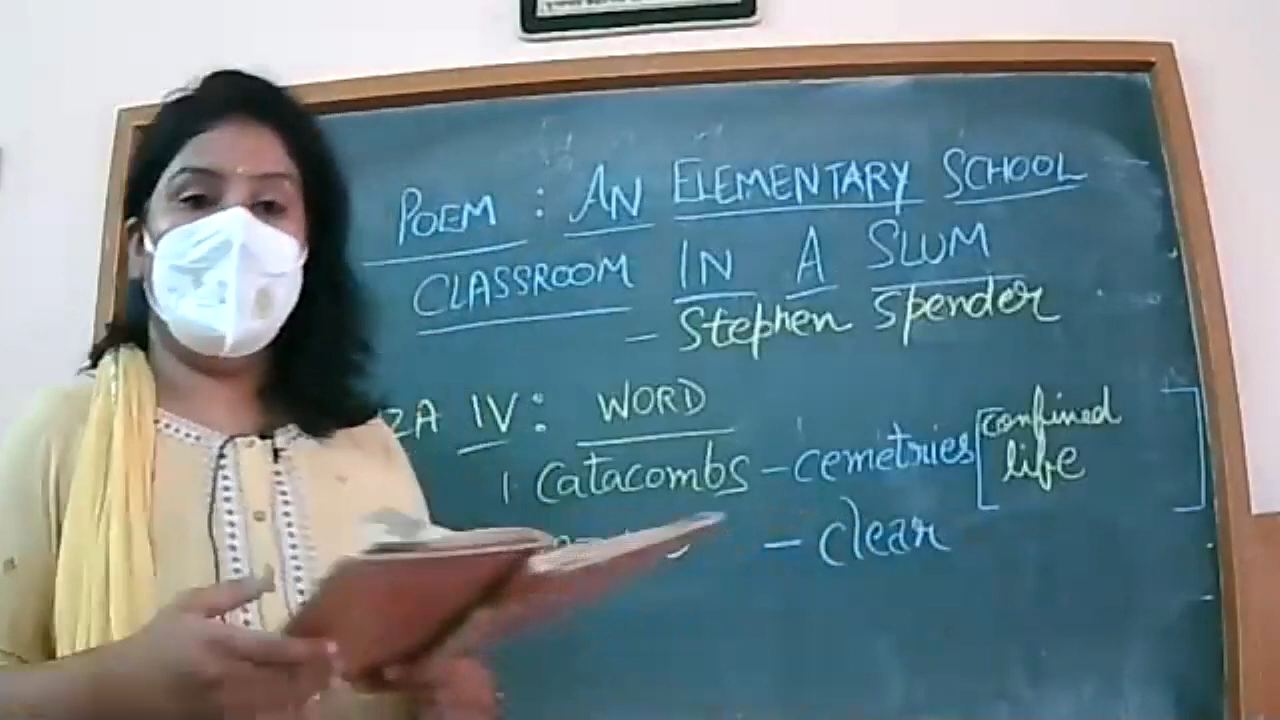 POEM : AN ELEMENTARY SCHOOL
CLASSROOM IN A SLUM
- Stephen Spender
ZA IV : WORD
1 Catacombs - cemetries [confined life]
- clear